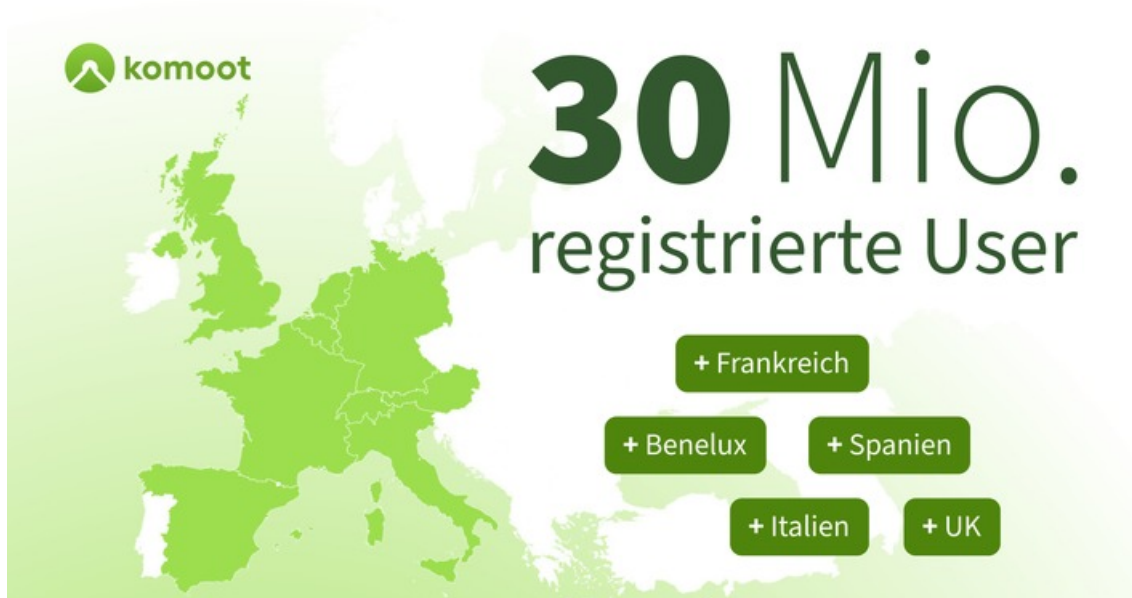 komoot
30 Mio.
registrierte User
+ Frankreich
+ Benelux
+ Spanien
+ Italien
+ UK